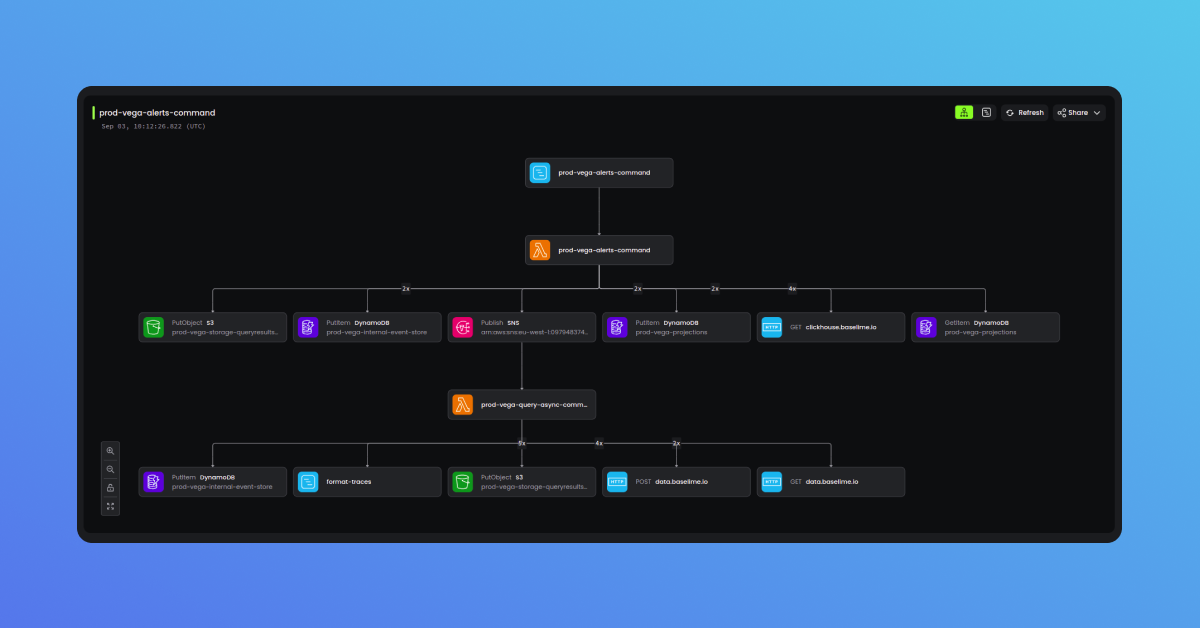 prod-vega-alerts-command
Refresh
Share
Sep 03, 10:12:26.822 (UTC)
prod-vega-alerts-command
prod-vega-alerts-command
2x
2x
2x
4x
PutObject S3
prod-vega-storage-queryresults...
PutItem DynamoDB
prod-vega-internal-event-store
Publish SNS
arn:aws:sns:eu-west-1:097948374...
PutItem DynamoDB
prod-vega-projections
HTTP
GET clickhouse.baselime.io
GetItem DynamoDB
prod-vega-projections
prod-vega-query-async-comm...
4x
2x
PutItem DynamoDB
prod-vega-internal-event-store
format-traces
PutObject S3
prod-vega-storage-queryresults...
HTTP
POST data.baselime.io
HTTP
GET data.baselime.io